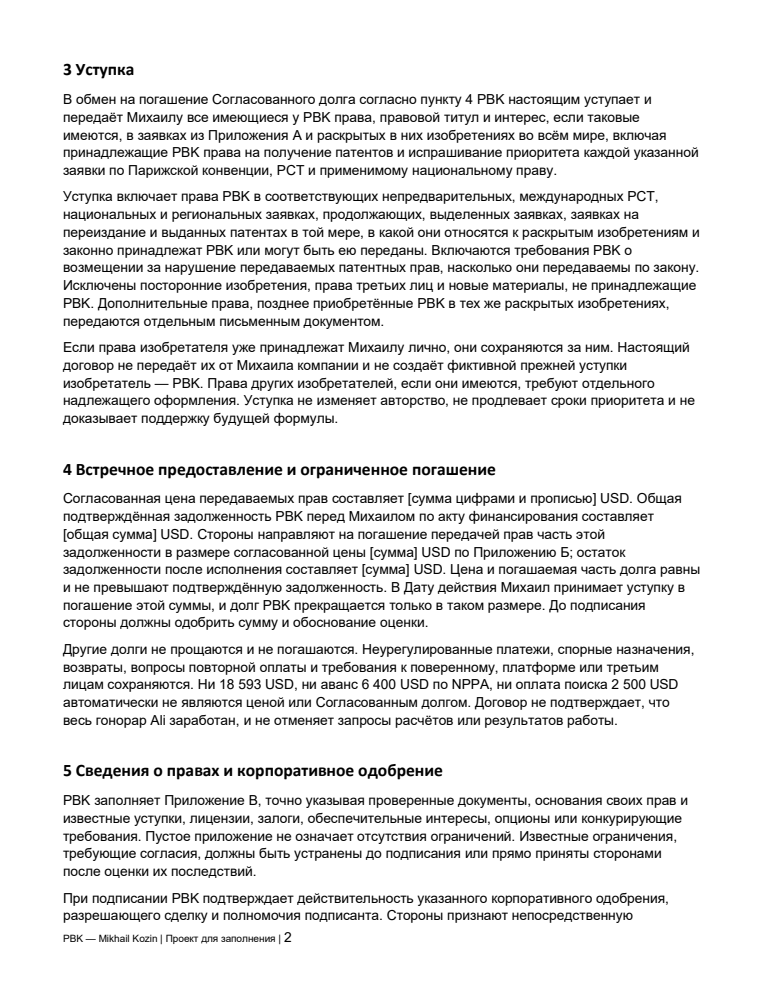 3 Уступка
В обмен на погашение Согласованного долга согласно пункту 4 PBK настоящим уступает и
передаёт Михаилу все имеющиеся у PBK права, правовой титул и интерес, если таковые
имеются, в заявках из Приложения А и раскрытых в них изобретениях во всём мире, включая
принадлежащие PBK права на получение патентов и испрашивание приоритета каждой указанной
заявки по Парижской конвенции, PCT и применимому национальному праву.
Уступка включает права PBK в соответствующих непредварительных, международных PCT,
национальных и региональных заявках, продолжающих, выделенных заявках, заявках на
переиздание и выданных патентах в той мере, в какой они относятся к раскрытым изобретениям и
законно принадлежат PBK или могут быть ею переданы. Включаются требования PBK о
возмещении за нарушение передаваемых патентных прав, насколько они передаваемы по закону.
Исключены посторонние изобретения, права третьих лиц и новые материалы, не принадлежащие
PBK. Дополнительные права, позднее приобретённые PBK в тех же раскрытых изобретениях,
передаются отдельным письменным документом.
Если права изобретателя уже принадлежат Михаилу лично, они сохраняются за ним. Настоящий
договор не передаёт их от Михаила компании и не создаёт фиктивной прежней уступки
изобретатель — PBK. Права других изобретателей, если они имеются, требуют отдельного
надлежащего оформления. Уступка не изменяет авторство, не продлевает сроки приоритета и не
доказывает поддержку будущей формулы.
4 Встречное предоставление и ограниченное погашение
Согласованная цена передаваемых прав составляет [сумма цифрами и прописью] USD. Общая
подтверждённая задолженность PBK перед Михаилом по акту финансирования составляет
[общая сумма] USD. Стороны направляют на погашение передачей прав часть этой
задолженности в размере согласованной цены [сумма] USD по Приложению Б; остаток
задолженности после исполнения составляет [сумма] USD. Цена и погашаемая часть долга равны
и не превышают подтверждённую задолженность. В Дату действия Михаил принимает уступку в
погашение этой суммы, и долг PBK прекращается только в таком размере. До подписания
стороны должны одобрить сумму и обоснование оценки.
Другие долги не прощаются и не погашаются. Неурегулированные платежи, спорные назначения,
возвраты, вопросы повторной оплаты и требования к поверенному, платформе или третьим
лицам сохраняются. Ни 18 593 USD, ни аванс 6 400 USD по NPPA, ни оплата поиска 2 500 USD
автоматически не являются ценой или Согласованным долгом. Договор не подтверждает, что
весь гонорар Ali заработан, и не отменяет запросы расчётов или результатов работы.
5 Сведения о правах и корпоративное одобрение
PBK заполняет Приложение В, точно указывая проверенные документы, основания своих прав и
известные уступки, лицензии, залоги, обеспечительные интересы, опционы или конкурирующие
требования. Пустое приложение не означает отсутствия ограничений. Известные ограничения,
требующие согласия, должны быть устранены до подписания или прямо приняты сторонами
после оценки их последствий.
При подписании PBK подтверждает действительность указанного корпоративного одобрения,
разрешающего сделку и полномочия подписанта. Стороны признают непосредственную
PBK — Mikhail Kozin | Проект для заполнения | 2